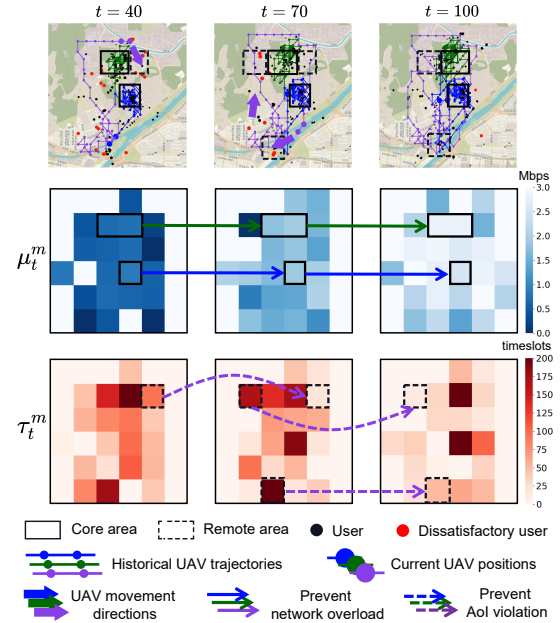 t = 40
t = 70
t = 100
Mbps
3.0
2.5
2.0
1.5
1.0
0.5
0.0
μₜᵐ
timeslots
200
175
150
125
100
75
50
25
0
τₜᵐ
Core area
Remote area
User
Dissatisfactory user
Historical UAV trajectories
Current UAV positions
UAV movement
directions
Prevent
network overload
Prevent
AoI violation